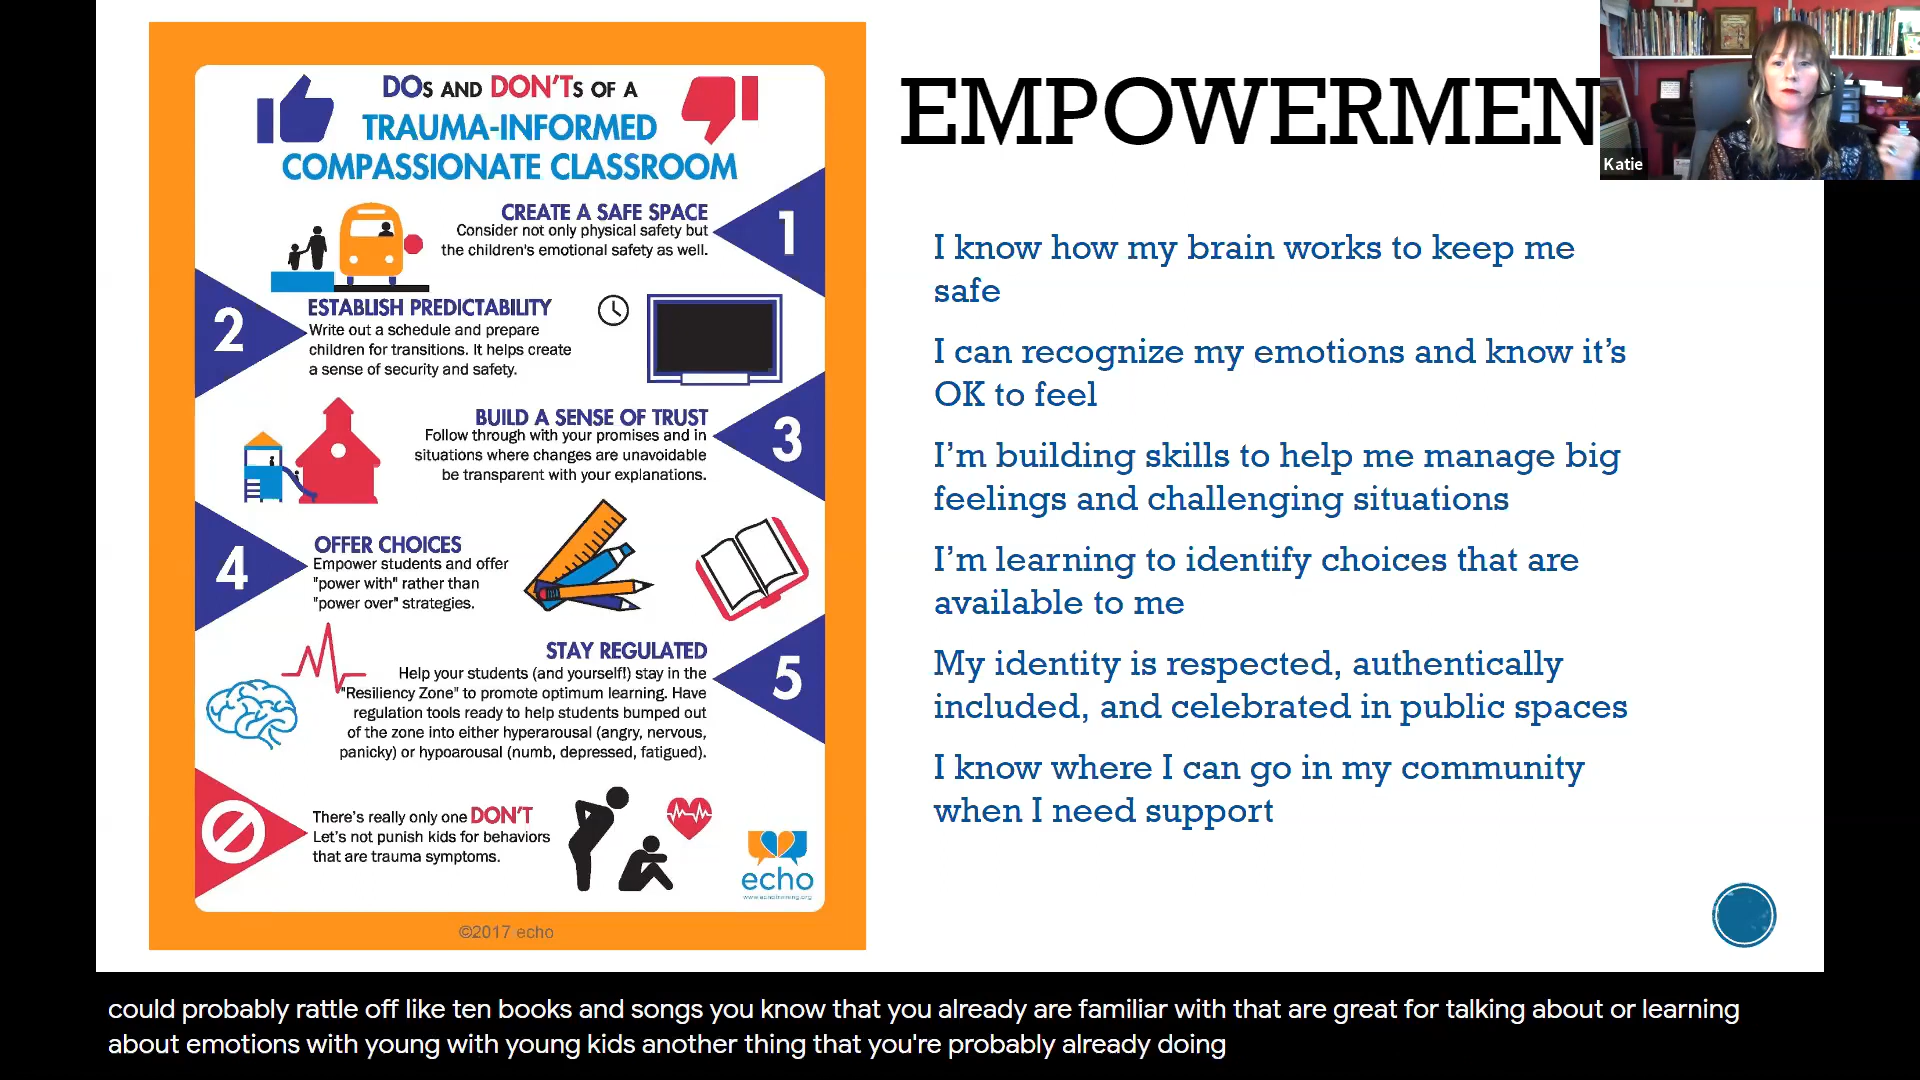 DOs AND DON'Ts OF A
TRAUMA-INFORMED
COMPASSIONATE CLASSROOM
1
CREATE A SAFE SPACE
Consider not only physical safety but
the children's emotional safety as well.
2
ESTABLISH PREDICTABILITY
Write out a schedule and prepare
children for transitions. It helps create
a sense of security and safety.
3
BUILD A SENSE OF TRUST
Follow through with your promises and in
situations where changes are unavoidable
be transparent with your explanations.
4
OFFER CHOICES
Empower students and offer
"power with" rather than
"power over" strategies.
5
STAY REGULATED
Help your students (and yourself!) stay in the
"Resiliency Zone" to promote optimum learning. Have
regulation tools ready to help students bumped out
of the zone into either hyperarousal (angry, nervous,
panicky) or hypoarousal (numb, depressed, fatigued).
There's really only one DON'T
Let's not punish kids for behaviors
that are trauma symptoms.
echo
www.echotraining.org
©2017 echo
EMPOWERMEN
Katie
I know how my brain works to keep me
safe
I can recognize my emotions and know it's
OK to feel
I'm building skills to help me manage big
feelings and challenging situations
I'm learning to identify choices that are
available to me
My identity is respected, authentically
included, and celebrated in public spaces
I know where I can go in my community
when I need support
could probably rattle off like ten books and songs you know that you already are familiar with that are great for talking about or learning
about emotions with young with young kids another thing that you're probably already doing